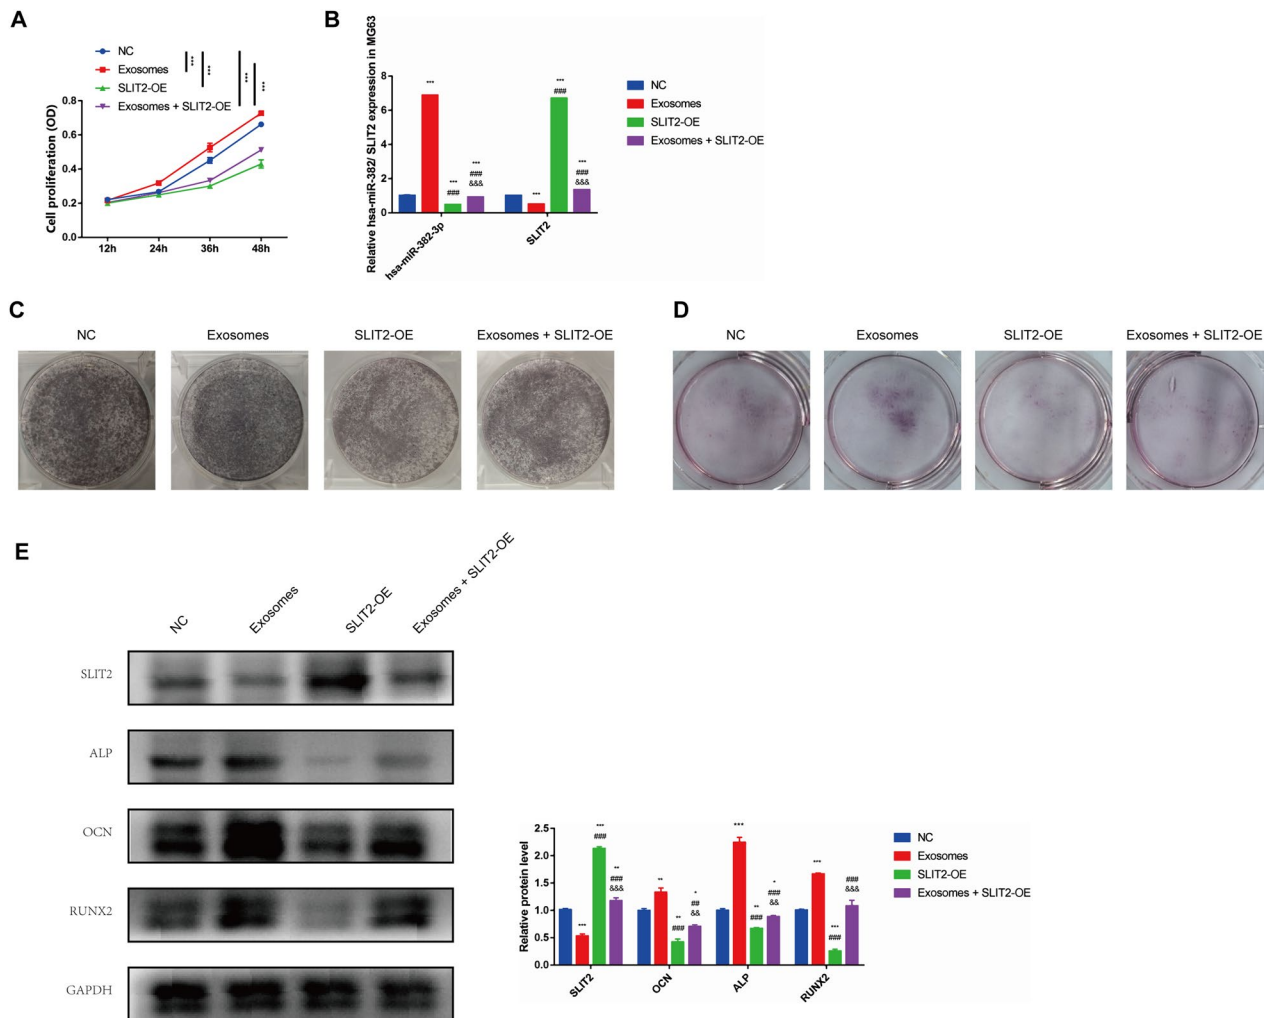 A
NC
Exosomes
SLIT2-OE
Exosomes + SLIT2-OE
***
***
***
***
Cell proliferation (OD)
0.8
0.6
0.4
0.2
0.0
12h
24h
36h
48h
B
Relative hsa-miR-382/ SLIT2 expression in MG63
8
6
4
2
0
***
***
###
***
###
&&&
***
***
###
***
###
&&&
hsa-miR-382-3p
SLIT2
NC
Exosomes
SLIT2-OE
Exosomes + SLIT2-OE
C
NC
Exosomes
SLIT2-OE
Exosomes + SLIT2-OE
D
NC
Exosomes
SLIT2-OE
Exosomes + SLIT2-OE
E
NC
Exosomes
SLIT2-OE
Exosomes + SLIT2-OE
SLIT2
ALP
OCN
RUNX2
GAPDH
Relative protein level
2.5
2.0
1.5
1.0
0.5
0.0
***
***
###
**
###
&&&
**
**
###
*
##
&&
***
**
###
*
###
&&
***
***
###
###
&&&
SLIT2
OCN
ALP
RUNX2
NC
Exosomes
SLIT2-OE
Exosomes + SLIT2-OE